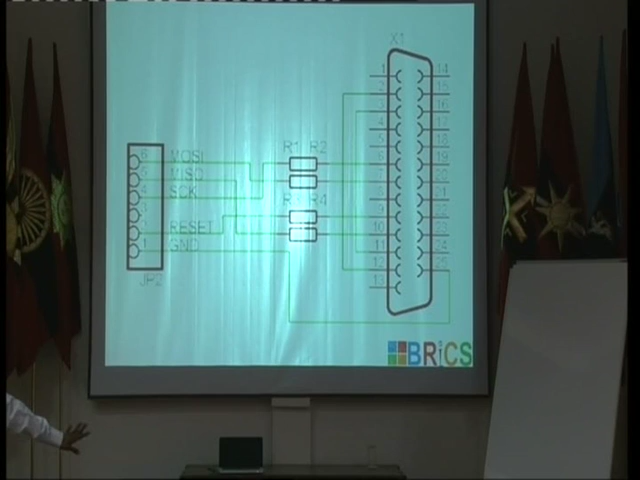 X1
1 14
2 15
3 16
4 17
5 18
6 19
7 20
8 21
9 22
10 23
11 24
12 25
13
R1 R2
R4
6 MOSI
5 MISO
4 SCK
3
2 RESET
1 GND
JP2
BRiCS